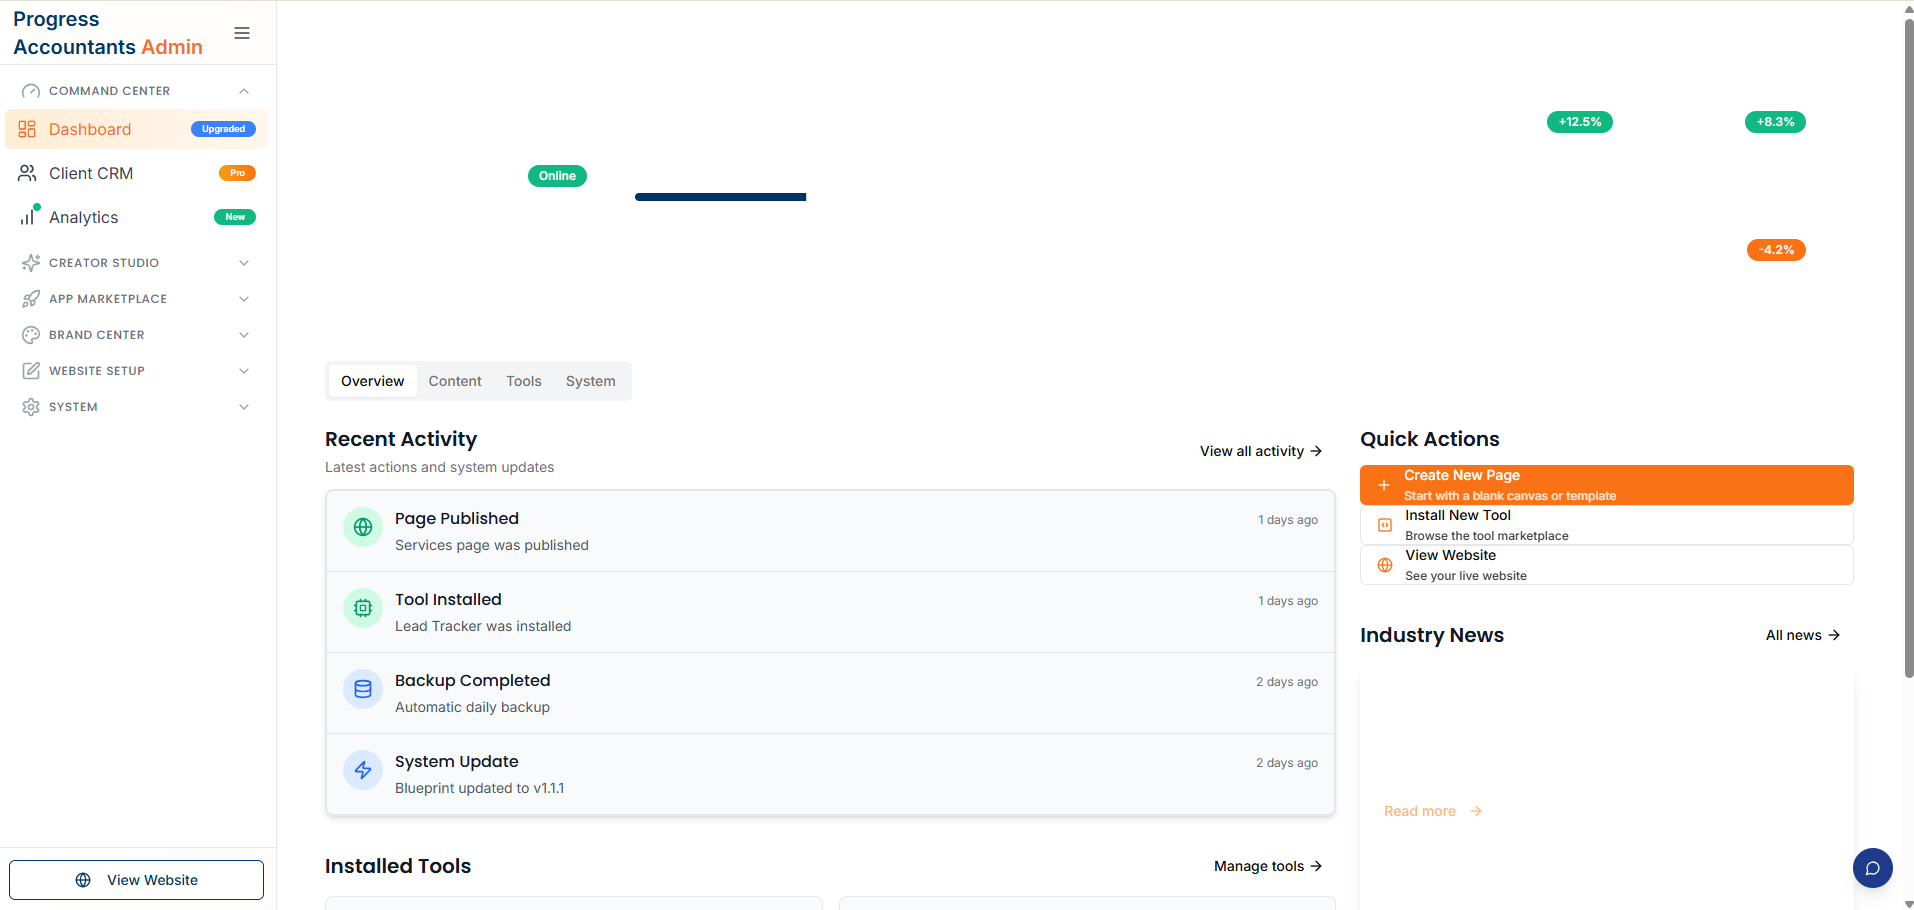 Progress
Accountants Admin
COMMAND CENTER
Dashboard
Upgraded
Client CRM
Pro
Analytics
New
CREATOR STUDIO
APP MARKETPLACE
BRAND CENTER
WEBSITE SETUP
SYSTEM
View Website
Online
+12.5%
+8.3%
-4.2%
Overview
Content
Tools
System
Recent Activity
Latest actions and system updates
View all activity →
Page Published
1 days ago
Services page was published
Tool Installed
1 days ago
Lead Tracker was installed
Backup Completed
2 days ago
Automatic daily backup
System Update
2 days ago
Blueprint updated to v1.1.1
Installed Tools
Manage tools →
Quick Actions
Create New Page
Start with a blank canvas or template
Install New Tool
Browse the tool marketplace
View Website
See your live website
Industry News
All news →
Read more →